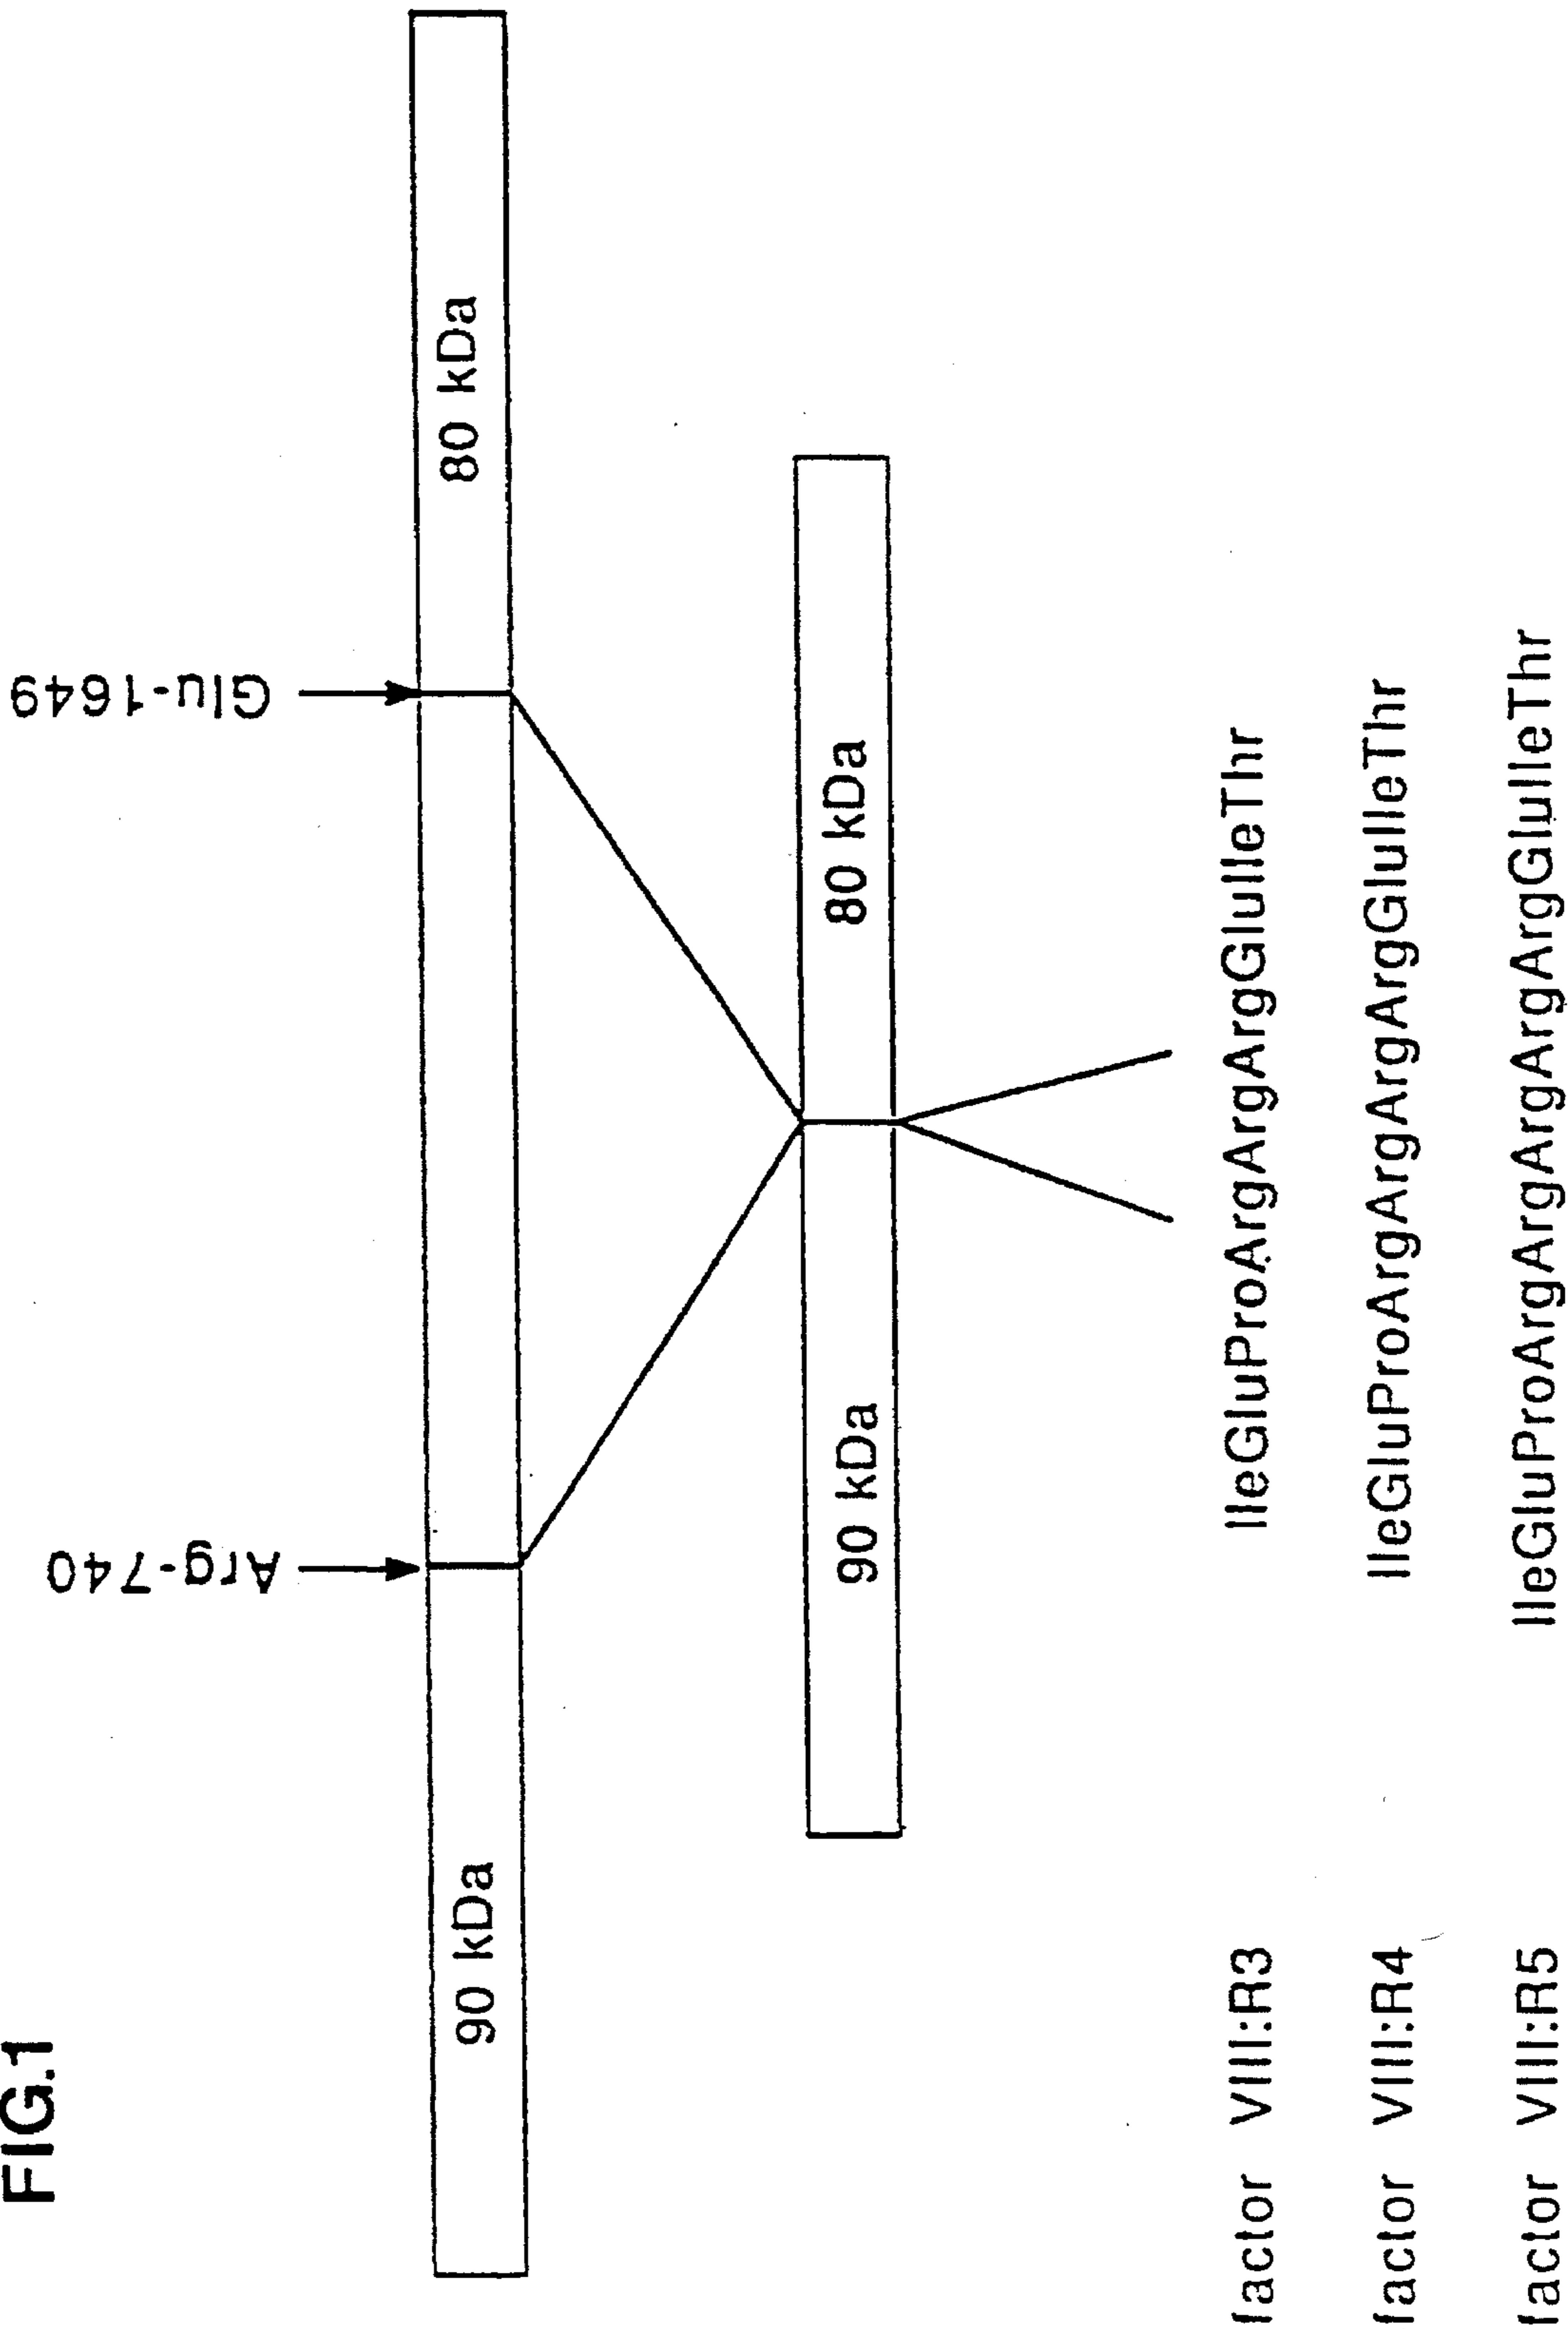 FIG.1
Arg-740
Glu-1649
90 kDa
80 kDa
90 kDa
80 kDa
factor VIII:R3 IleGluProArgArgArgGluIleThr
factor VIII:R4 IleGluProArgArgArgArgGluIleThr
factor VIII:R5 IleGluProArgArgArgArgArgGluIleThr